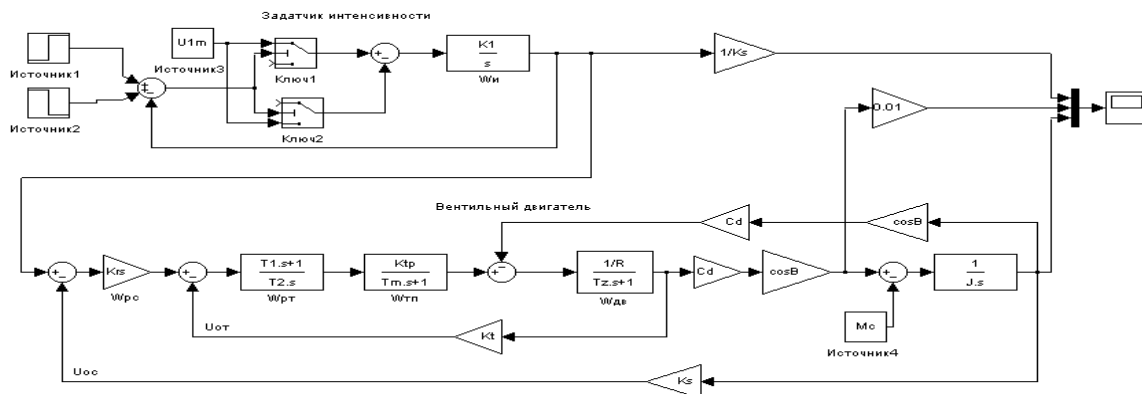 Задатчик интенсивности
Источник1
Источник2
U1m
Источник3
Ключ1
Ключ2
K1
s
Wи
1/Ks
0.01
Вентильный двигатель
Cd
cosB
Krs
Wрс
T1.s+1
T2.s
Wрт
Ktp
Tm.s+1
Wтп
1/R
Tz.s+1
Wдв
Cd
cosB
1
J.s
Mc
Источник4
Uот
Kt
Uос
Ks